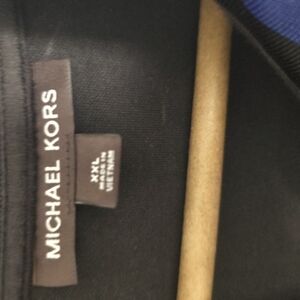 MICHAEL KORS
XXL
MADE IN
VIETNAM